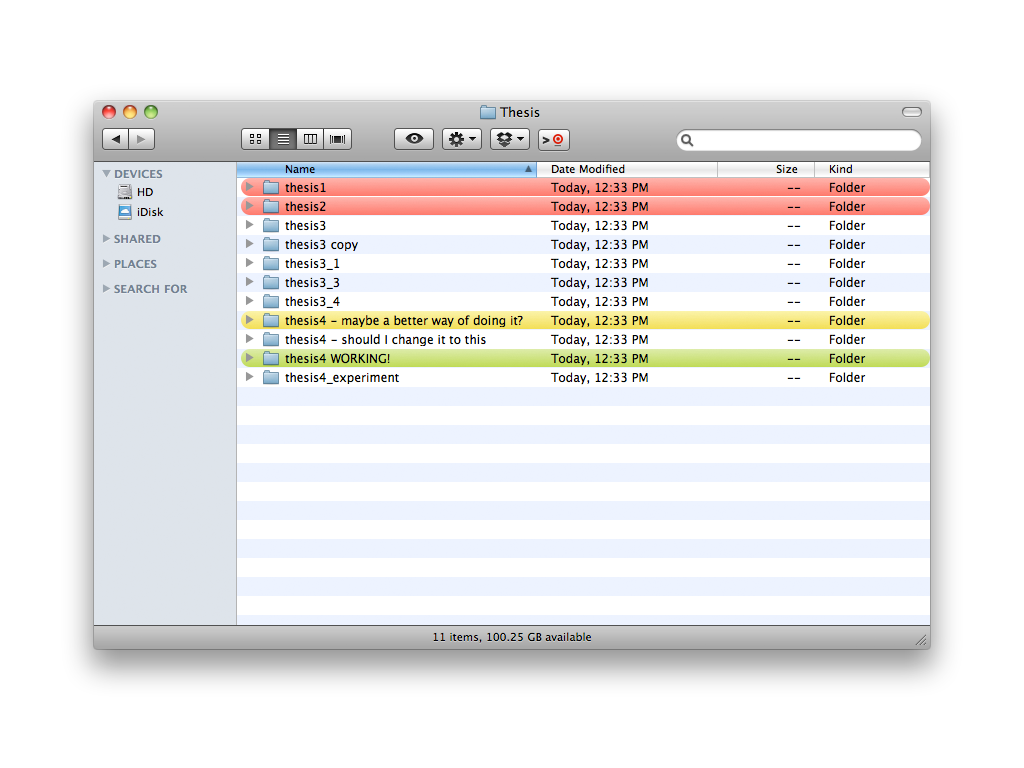 Thesis
DEVICES
HD
iDisk
SHARED
PLACES
SEARCH FOR
Name Date Modified Size Kind
thesis1 Today, 12:33 PM -- Folder
thesis2 Today, 12:33 PM -- Folder
thesis3 Today, 12:33 PM -- Folder
thesis3 copy Today, 12:33 PM -- Folder
thesis3_1 Today, 12:33 PM -- Folder
thesis3_3 Today, 12:33 PM -- Folder
thesis3_4 Today, 12:33 PM -- Folder
thesis4 – maybe a better way of doing it? Today, 12:33 PM -- Folder
thesis4 – should I change it to this Today, 12:33 PM -- Folder
thesis4 WORKING! Today, 12:33 PM -- Folder
thesis4_experiment Today, 12:33 PM -- Folder
11 items, 100.25 GB available